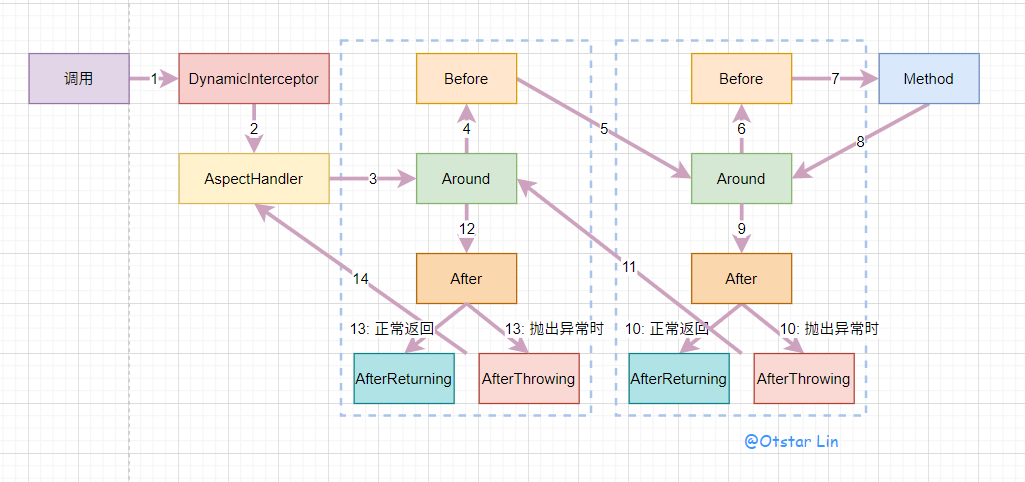 调用
1
DynamicInterceptor
2
AspectHandler
3
Before
4
Around
5
12
After
14
13: 正常返回
13: 抛出异常时
AfterReturning
AfterThrowing
Before
7
Method
6
8
Around
9
11
After
10: 正常返回
10: 抛出异常时
AfterReturning
AfterThrowing
@Otstar Lin